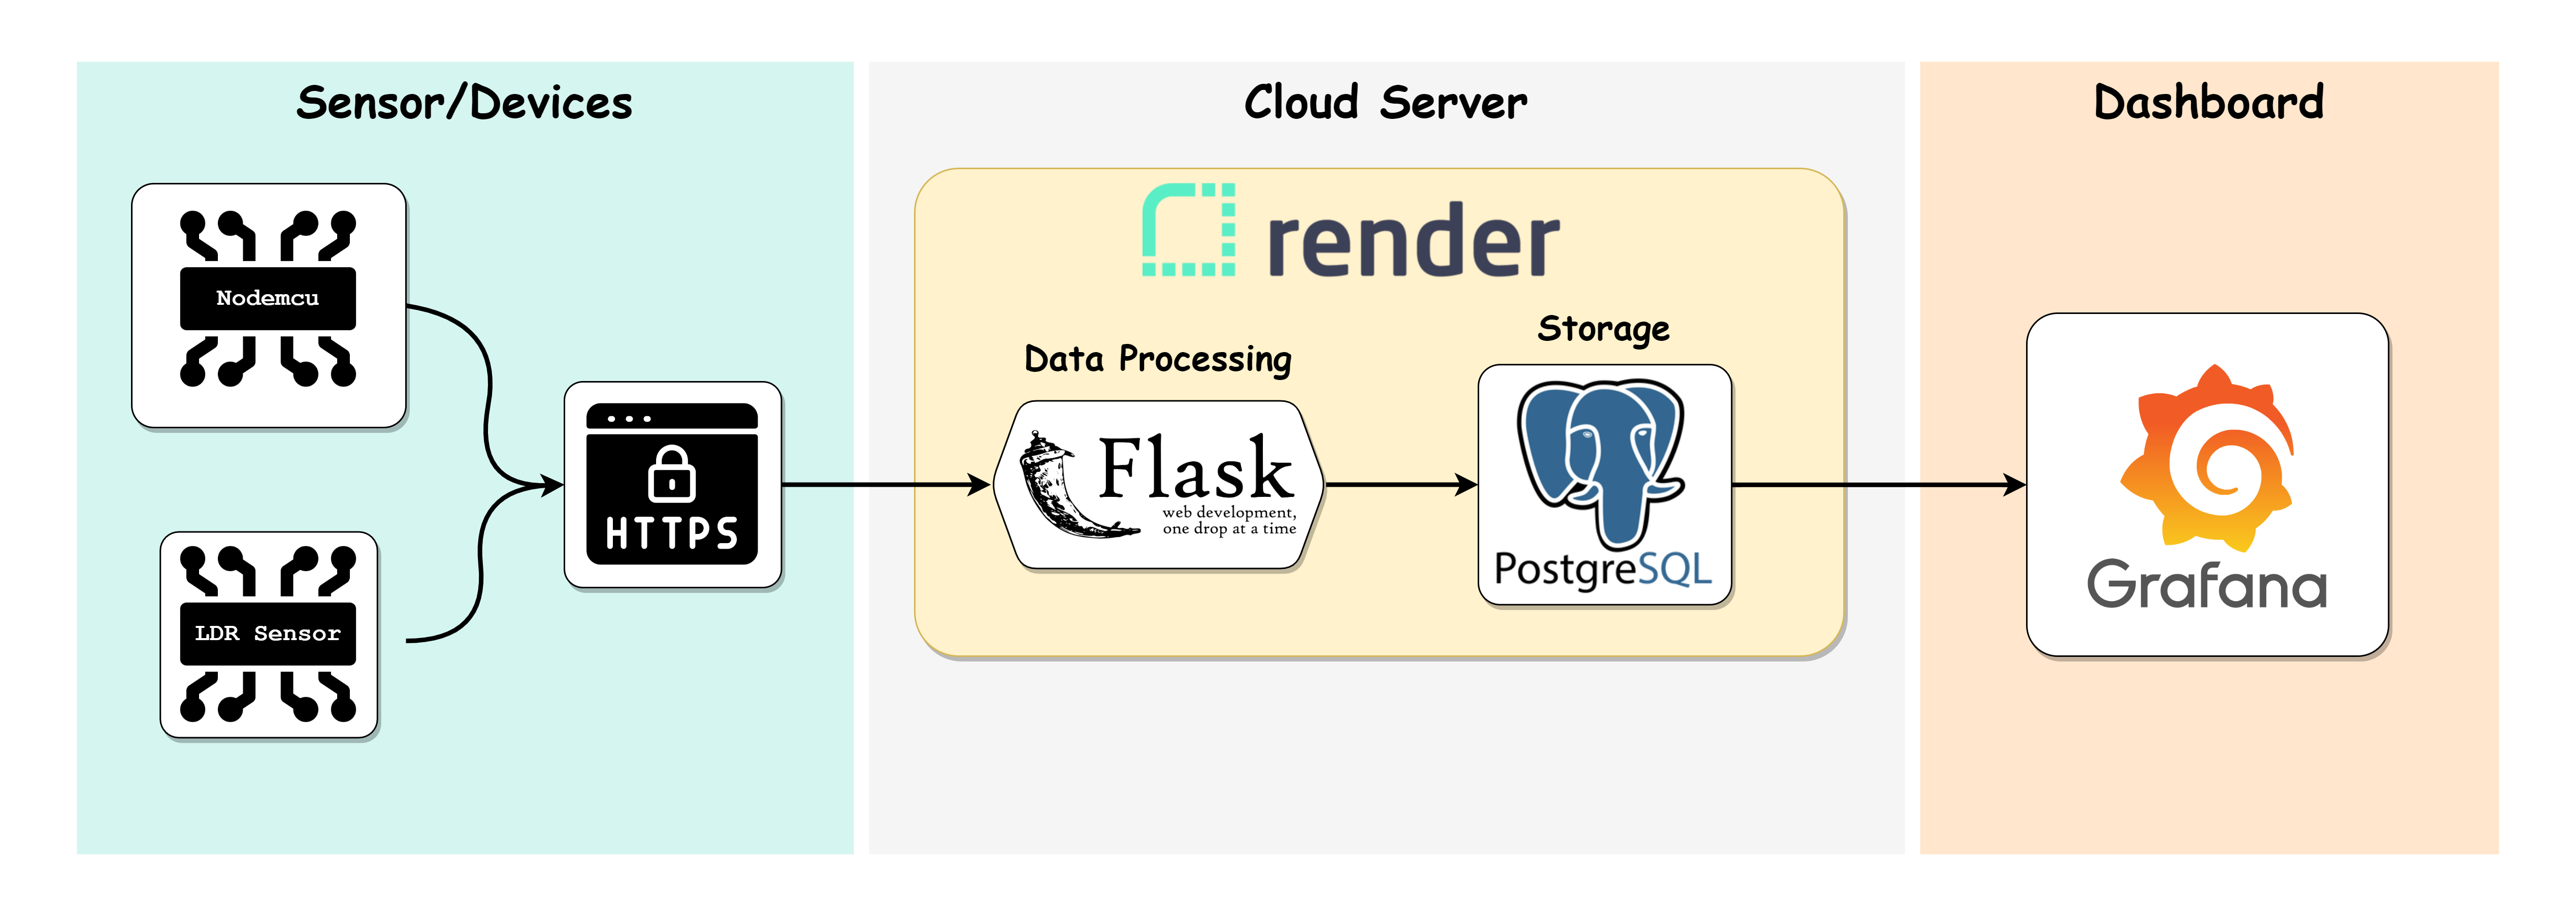 Sensor/Devices
Cloud Server
Dashboard
Nodemcu
LDR Sensor
HTTPS
render
Data Processing
Flask
web development,
one drop at a time
Storage
PostgreSQL
Grafana